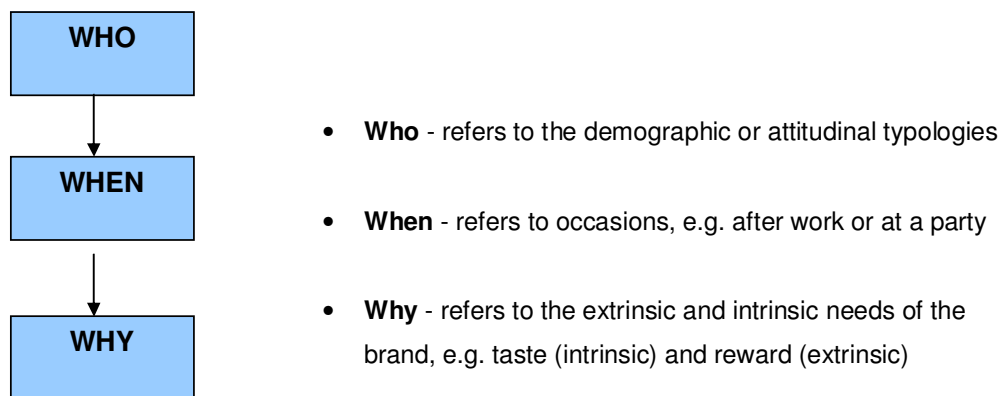 WHO
WHEN
WHY
• Who - refers to the demographic or attitudinal typologies
• When - refers to occasions, e.g. after work or at a party
• Why - refers to the extrinsic and intrinsic needs of the
brand, e.g. taste (intrinsic) and reward (extrinsic)